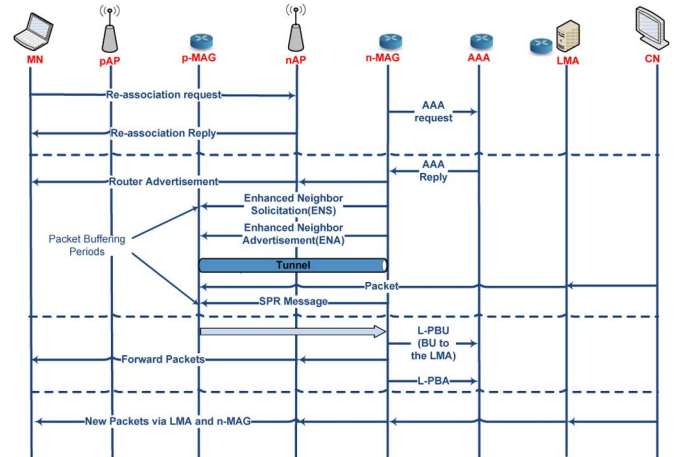 MN
pAP
p-MAG
nAP
n-MAG
AAA
LMA
CN
Re-association request
AAA
request
Re-association Reply
AAA
Reply
Router Advertisement
Enhanced Neighbor
Solicitation(ENS)
Enhanced Neighbor
Advertisement(ENA)
Packet Buffering
Periods
Tunnel
Packet
SPR Message
L-PBU
(BU to
the LMA)
Forward Packets
L-PBA
New Packets via LMA and n-MAG